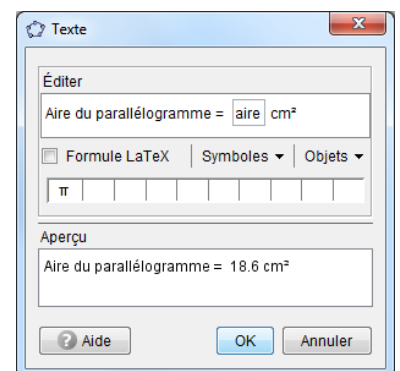 Texte
Éditer
Aire du parallélogramme = aire cm²
Formule LaTeX Symboles Objets
π
Aperçu
Aire du parallélogramme = 18.6 cm²
Aide OK Annuler